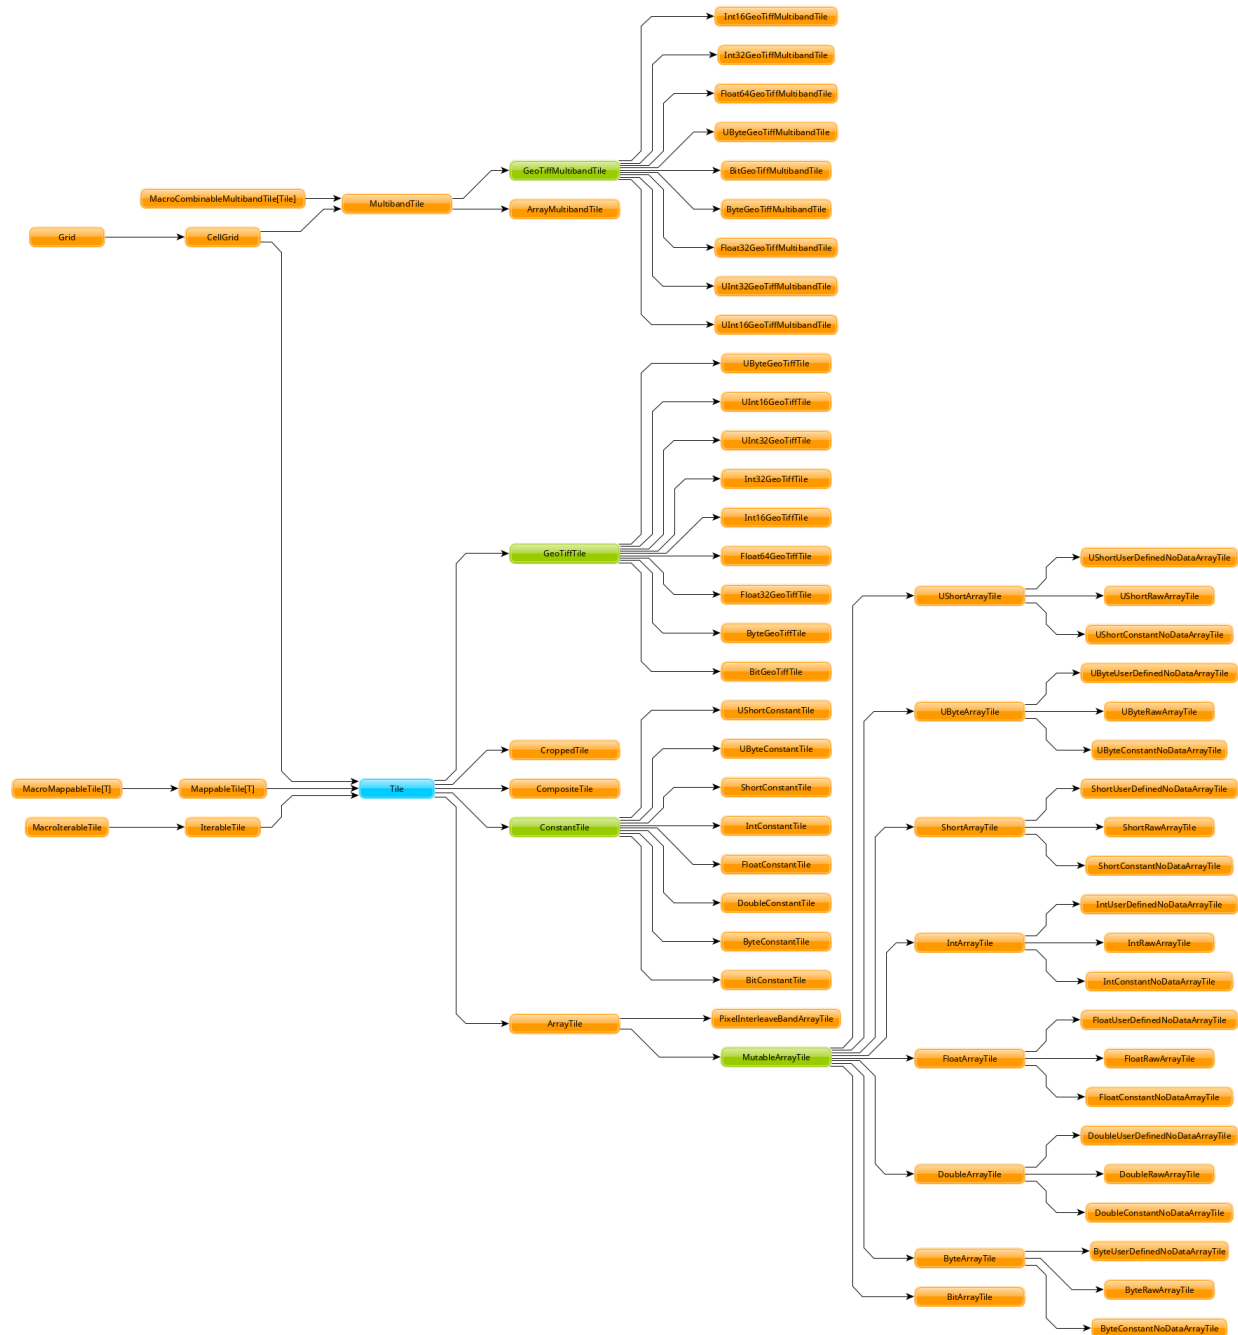 Int16GeoTiffMultibandTile
Int32GeoTiffMultibandTile
Float64GeoTiffMultibandTile
UByteGeoTiffMultibandTile
GeoTiffMultibandTile
BitGeoTiffMultibandTile
MacroCombinableMultibandTile[Tile]
MultibandTile
ArrayMultibandTile
ByteGeoTiffMultibandTile
Grid
CellGrid
Float32GeoTiffMultibandTile
UInt32GeoTiffMultibandTile
UInt16GeoTiffMultibandTile
UByteGeoTiffTile
UInt16GeoTiffTile
UInt32GeoTiffTile
Int32GeoTiffTile
Int16GeoTiffTile
GeoTiffTile
Float64GeoTiffTile
UShortUserDefinedNoDataArrayTile
Float32GeoTiffTile
UShortArrayTile
UShortRawArrayTile
ByteGeoTiffTile
UShortConstantNoDataArrayTile
BitGeoTiffTile
UByteUserDefinedNoDataArrayTile
UShortConstantTile
UByteArrayTile
UByteRawArrayTile
CroppedTile
UByteConstantTile
UByteConstantNoDataArrayTile
MacroMappableTile[T]
MappableTile[T]
Tile
CompositeTile
ShortConstantTile
ShortUserDefinedNoDataArrayTile
MacroIterableTile
IterableTile
ConstantTile
IntConstantTile
ShortArrayTile
ShortRawArrayTile
FloatConstantTile
ShortConstantNoDataArrayTile
DoubleConstantTile
IntUserDefinedNoDataArrayTile
ByteConstantTile
IntArrayTile
IntRawArrayTile
BitConstantTile
IntConstantNoDataArrayTile
ArrayTile
PixelInterleaveBandArrayTile
FloatUserDefinedNoDataArrayTile
MutableArrayTile
FloatArrayTile
FloatRawArrayTile
FloatConstantNoDataArrayTile
DoubleUserDefinedNoDataArrayTile
DoubleArrayTile
DoubleRawArrayTile
DoubleConstantNoDataArrayTile
ByteArrayTile
ByteUserDefinedNoDataArrayTile
BitArrayTile
ByteRawArrayTile
ByteConstantNoDataArrayTile